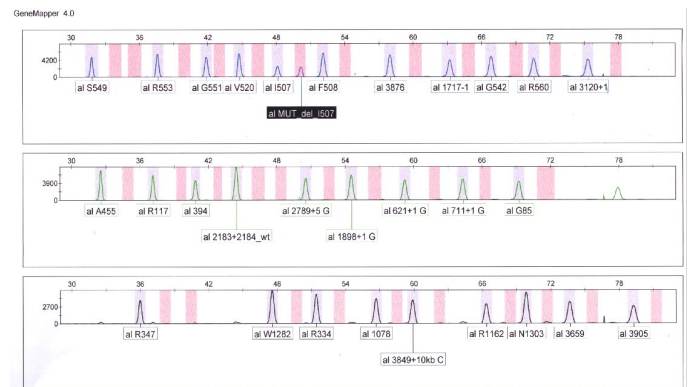 GeneMapper 4.0
30 36 42 48 54 60 66 72 78
4200
0
al S549 al R553 al G551 al V520 al I507 al F508 al 3876 al 1717-1 al G542 al R560 al 3120+1
al MUT_del_I507
30 36 42 48 54 60 66 72 78
3900
0
al A455 al R117 al 394 al 2789+5 G al 621+1 G al 711+1 G al G85
al 2183+2184_wt al 1898+1 G
30 36 42 48 54 60 66 72 78
2700
0
al R347 al W1282 al R334 al 1078 al R1162 al N1303 al 3659 al 3905
al 3849+10kb C